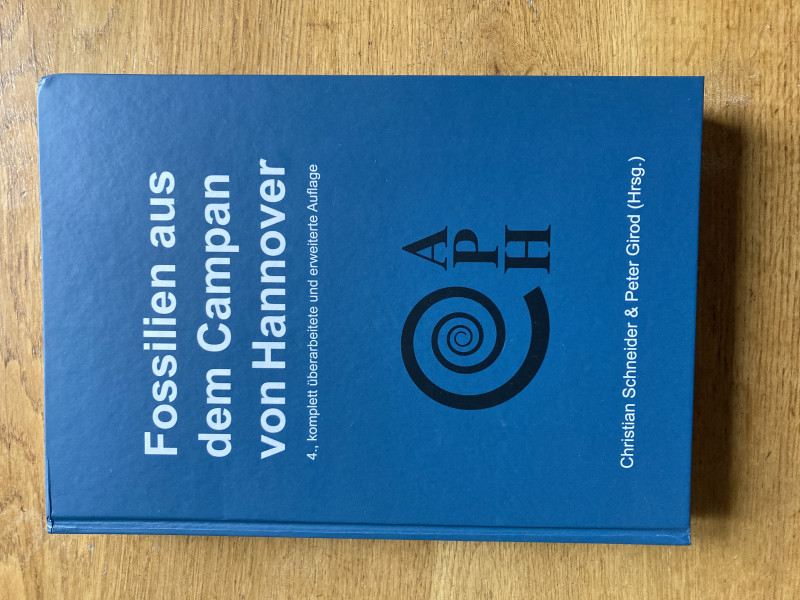 Fossilien aus
dem Campan
von Hannover
4., komplett überarbeitete und erweiterte Auflage
A
P
H
Christian Schneider & Peter Girod (Hrsg.)